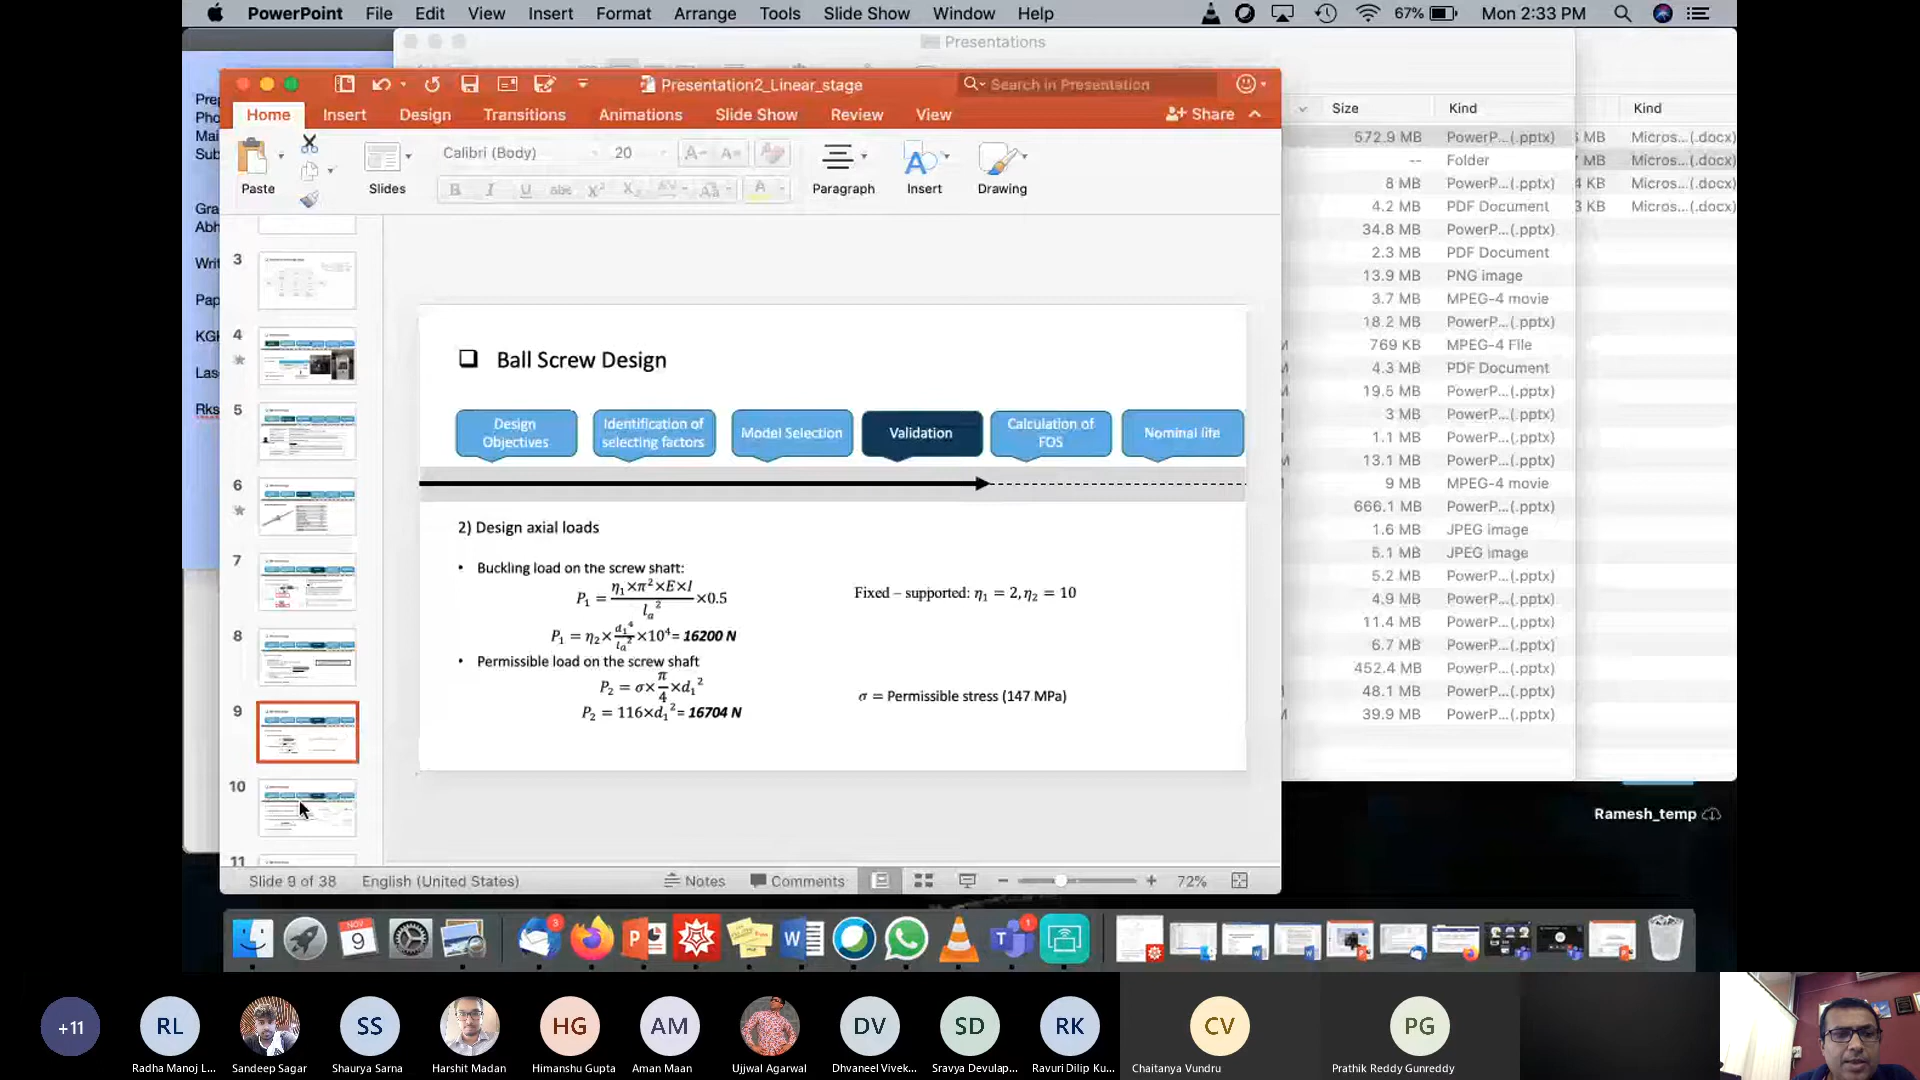 PowerPoint File Edit View Insert Format Arrange Tools Slide Show Window Help 67% Mon 2:33 PM
Presentations
Presentation2_Linear_stage
Search in Presentation
Home Insert Design Transitions Animations Slide Show Review View Share
Calibri (Body) 20
Paste Slides Paragraph Insert Drawing
Size Kind Kind
572.9 MB PowerP...(.pptx) Micros...(.docx)
-- Folder Micros...(.docx)
8 MB PowerP...(.pptx) Micros...(.docx)
4.2 MB PDF Document Micros...(.docx)
34.8 MB PowerP...(.pptx)
2.3 MB PDF Document
13.9 MB PNG image
3.7 MB MPEG-4 movie
18.2 MB PowerP...(.pptx)
769 KB MPEG-4 File
4.3 MB PDF Document
19.5 MB PowerP...(.pptx)
3 MB PowerP...(.pptx)
1.1 MB PowerP...(.pptx)
13.1 MB PowerP...(.pptx)
9 MB MPEG-4 movie
666.1 MB PowerP...(.pptx)
1.6 MB JPEG image
5.1 MB JPEG image
5.2 MB PowerP...(.pptx)
4.9 MB PowerP...(.pptx)
11.4 MB PowerP...(.pptx)
6.7 MB PowerP...(.pptx)
452.4 MB PowerP...(.pptx)
48.1 MB PowerP...(.pptx)
39.9 MB PowerP...(.pptx)
3
4
5
6
7
8
9
10
11
❑ Ball Screw Design
Design Objectives
Identification of selecting factors
Model Selection
Validation
Calculation of FOS
Nominal life
2) Design axial loads
• Buckling load on the screw shaft:
P₁ = (η₁×π²×E×I)/(lₐ²) ×0.5
Fixed – supported: η₁ = 2, η₂ = 10
P₁ = η₂× d₁⁴/lₐ² ×10⁴= 16200 N
• Permissible load on the screw shaft
P₂ = σ× π/4 ×d₁²
σ = Permissible stress (147 MPa)
P₂ = 116×d₁²= 16704 N
Slide 9 of 38 English (United States) Notes Comments 72%
Ramesh_temp
NOV
9
3
1
+11
RL
SS
HG
AM
DV
SD
RK
CV
PG
Radha Manoj L...
Sandeep Sagar
Shaurya Sarna
Harshit Madan
Himanshu Gupta
Aman Maan
Ujjwal Agarwal
Dhvaneel Vivek...
Sravya Devulap...
Ravuri Dilip Ku...
Chaitanya Vundru
Prathik Reddy Gunreddy